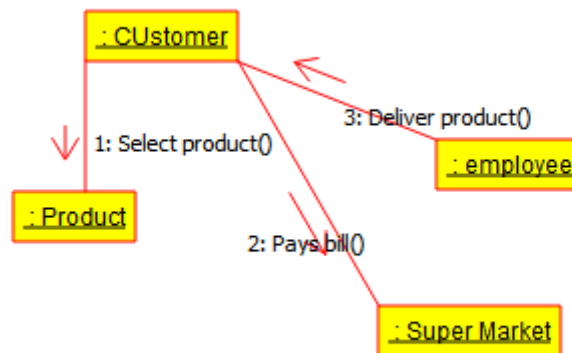 : CUstomer
3: Deliver product()
1: Select product()
: employee
: Product
2: Pays bill()
: Super Market